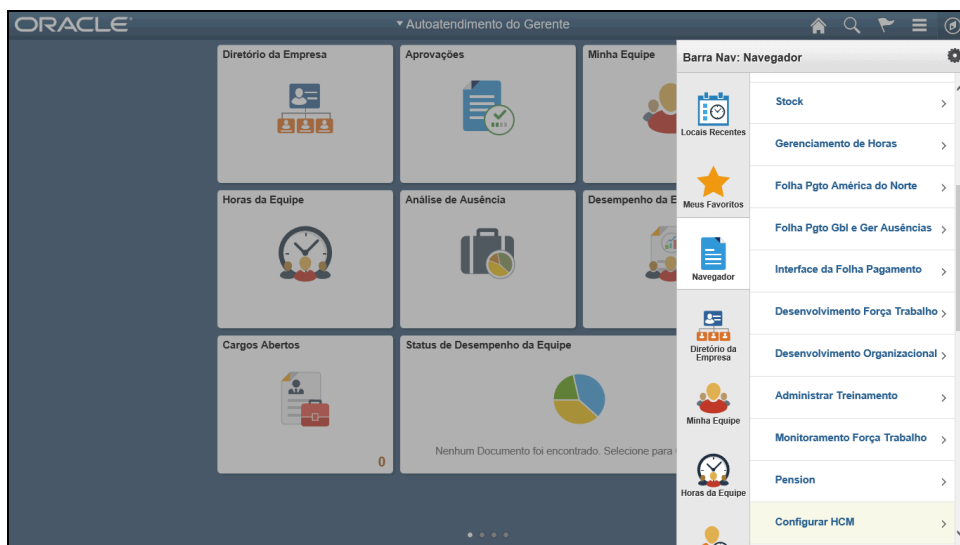 ORACLE
Autoatendimento do Gerente
Diretório da Empresa
Aprovações
Minha Equipe
Horas da Equipe
Análise de Ausência
Desempenho da E
Cargos Abertos
0
Status de Desempenho da Equipe
Nenhum Documento foi encontrado. Selecione para
Barra Nav: Navegador
Locais Recentes
Meus Favoritos
Navegador
Diretório da
Empresa
Minha Equipe
Horas da Equipe
Stock
Gerenciamento de Horas
Folha Pgto América do Norte
Folha Pgto Gbl e Ger Ausências
Interface da Folha Pagamento
Desenvolvimento Força Trabalho
Desenvolvimento Organizacional
Administrar Treinamento
Monitoramento Força Trabalho
Pension
Configurar HCM